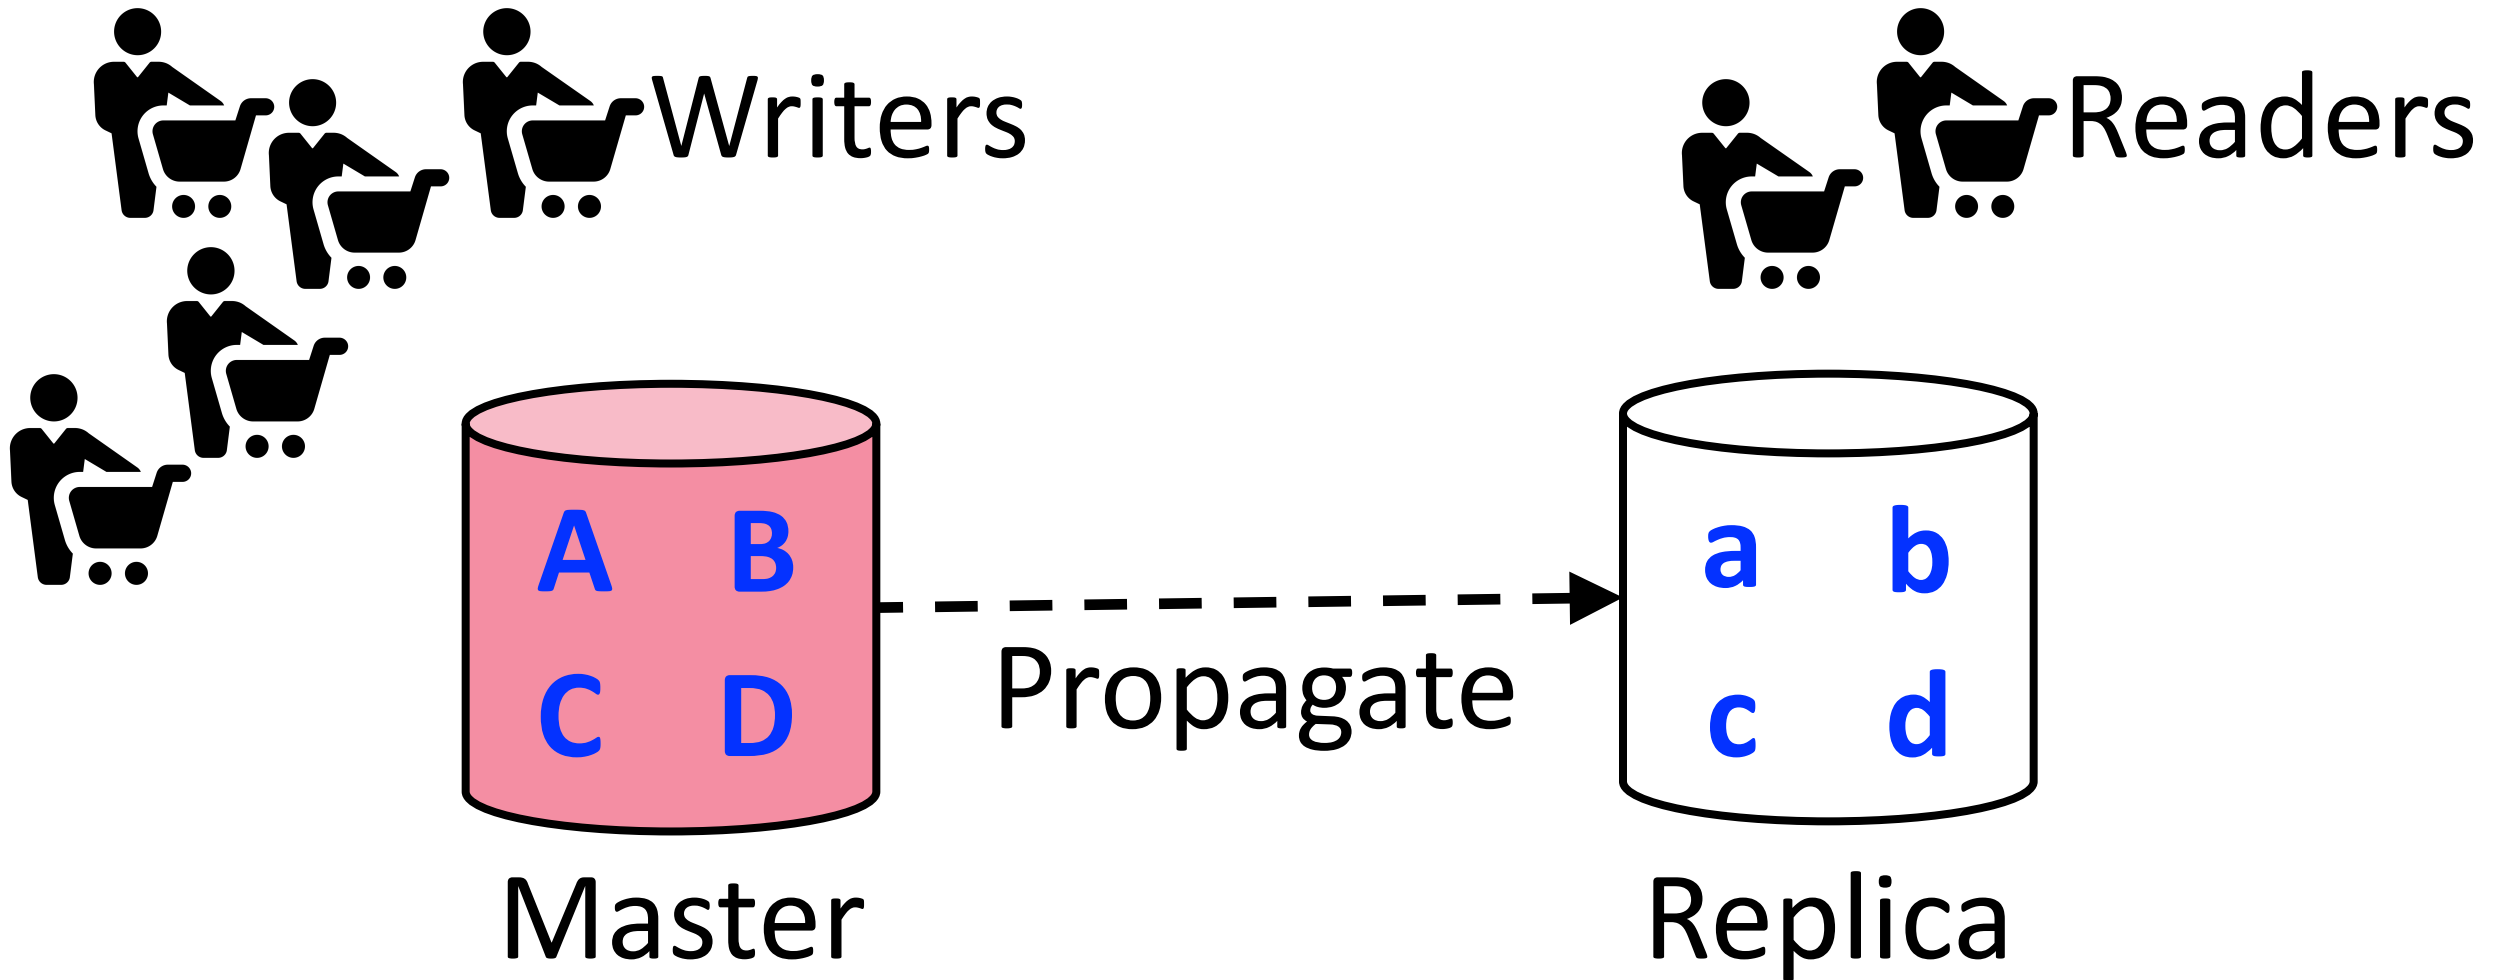 Writers
Readers
A B
C D
Propagate
a b
c d
Master
Replica